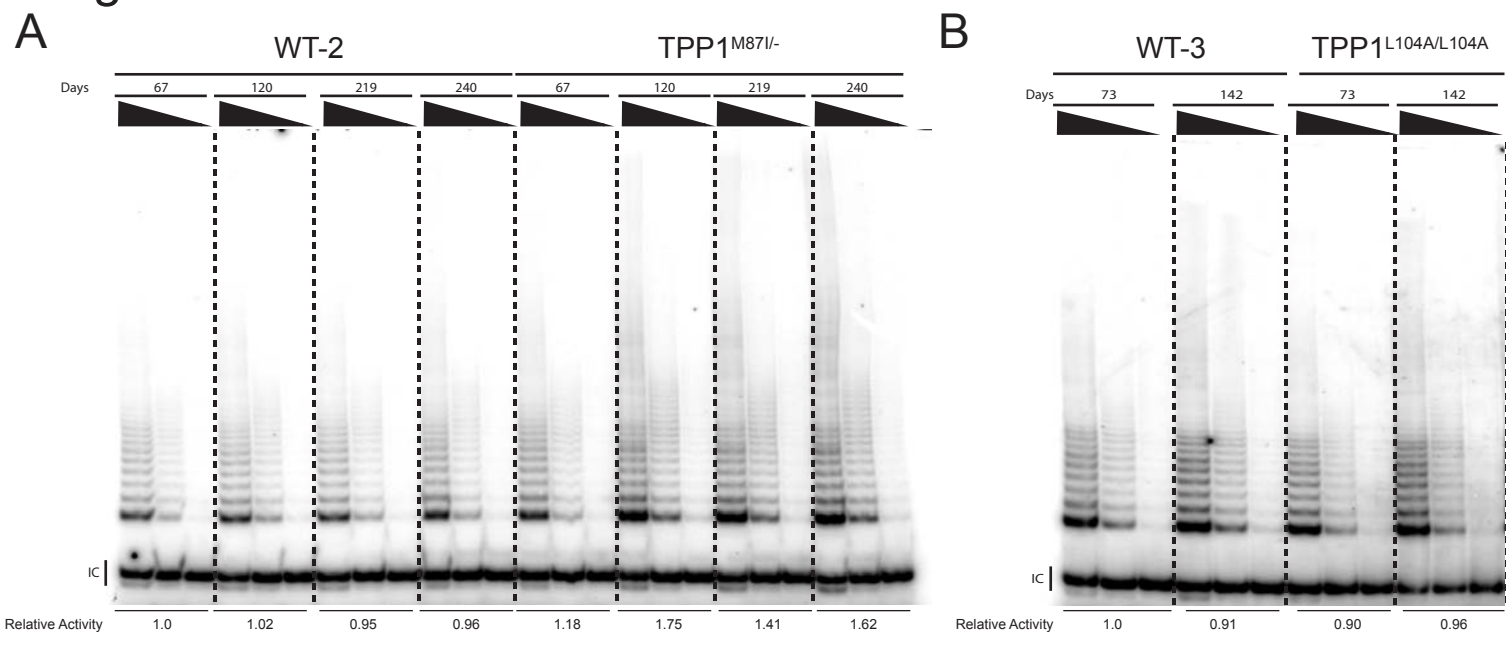 A
B
WT-2
TPP1M87I/-
WT-3
TPP1L104A/L104A
Days
67
120
219
240
67
120
219
240
Days
73
142
73
142
IC
IC
Relative Activity
1.0
1.02
0.95
0.96
1.18
1.75
1.41
1.62
Relative Activity
1.0
0.91
0.90
0.96